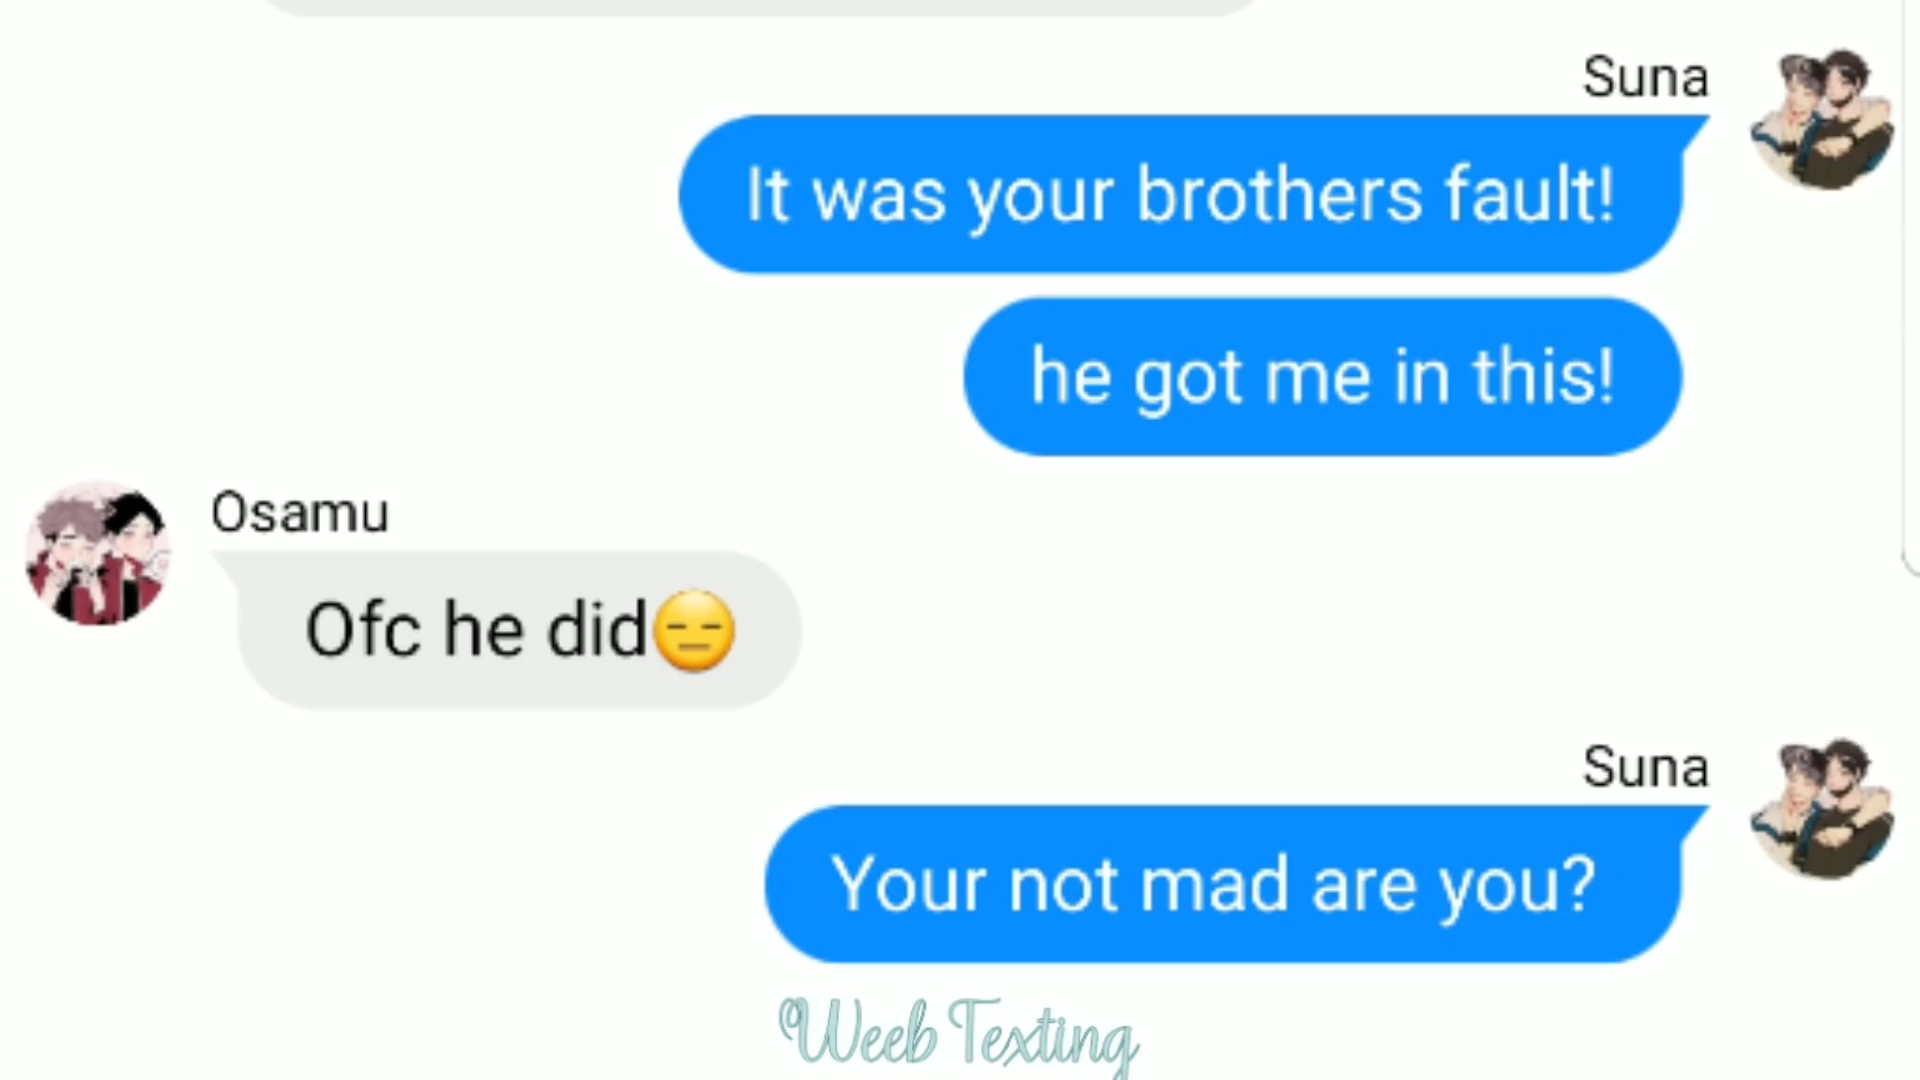 Suna
It was your brothers fault!
he got me in this!
Osamu
Ofc he did😑
Suna
Your not mad are you?
Weeb Texting